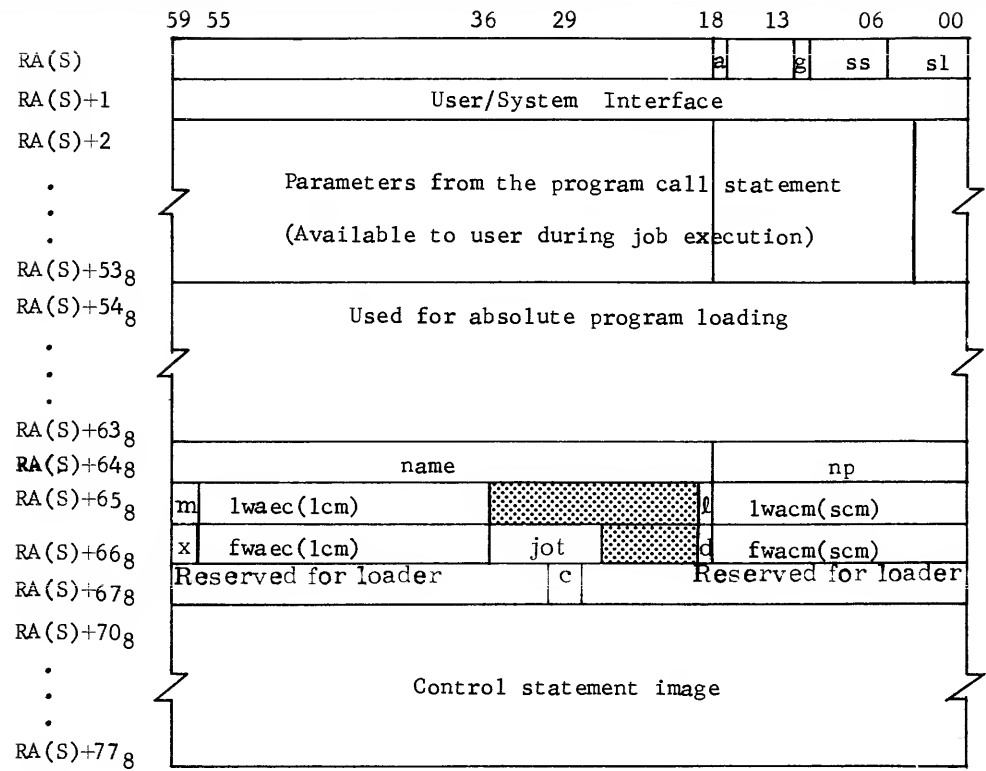 59 55 36 29 18 13 06 00
RA(S) a g ss sl
RA(S)+1 User/System Interface
RA(S)+2
Parameters from the program call statement
(Available to user during job execution)
RA(S)+53₈
RA(S)+54₈ Used for absolute program loading
RA(S)+63₈
RA(S)+64₈ name np
RA(S)+65₈ m lwaec(lcm) ℓ lwacm(scm)
RA(S)+66₈ x fwaec(lcm) jot d fwacm(scm)
RA(S)+67₈ Reserved for loader c Reserved for loader
RA(S)+70₈
Control statement image
RA(S)+77₈